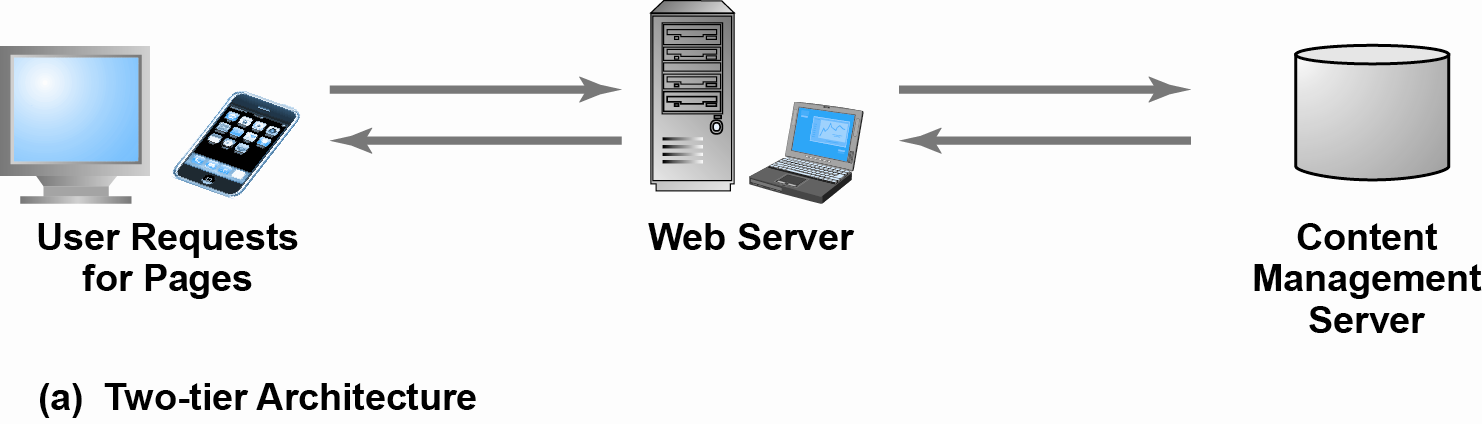 User Requests
for Pages
Web Server
Content
Management
Server
(a) Two-tier Architecture